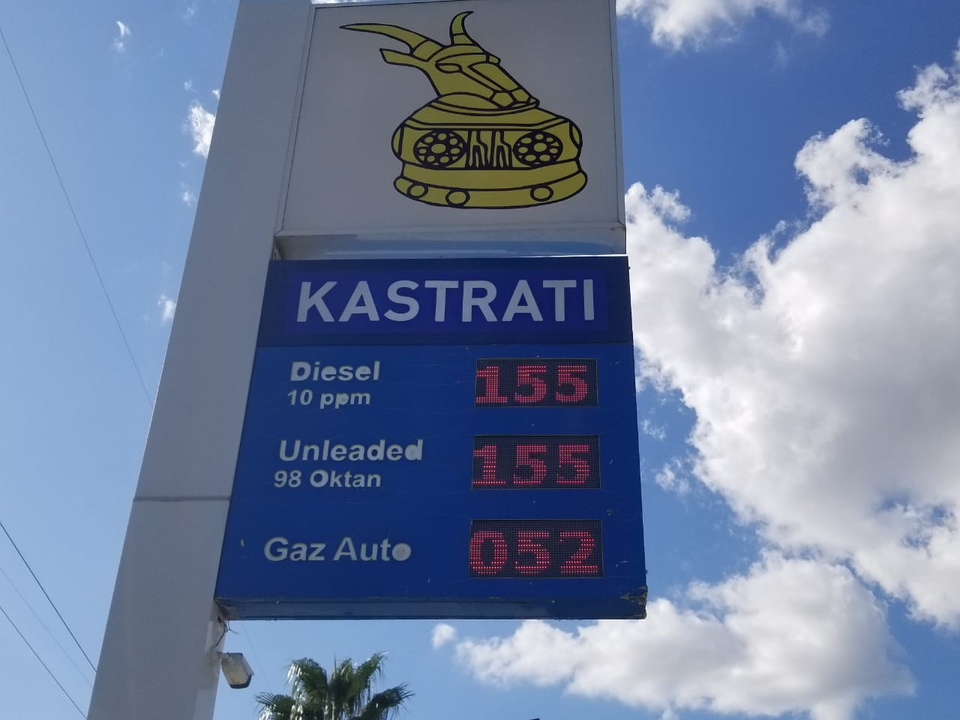 KASTRATI
Diesel 155
10 ppm
Unleaded 155
98 Oktan
Gaz Auto 052